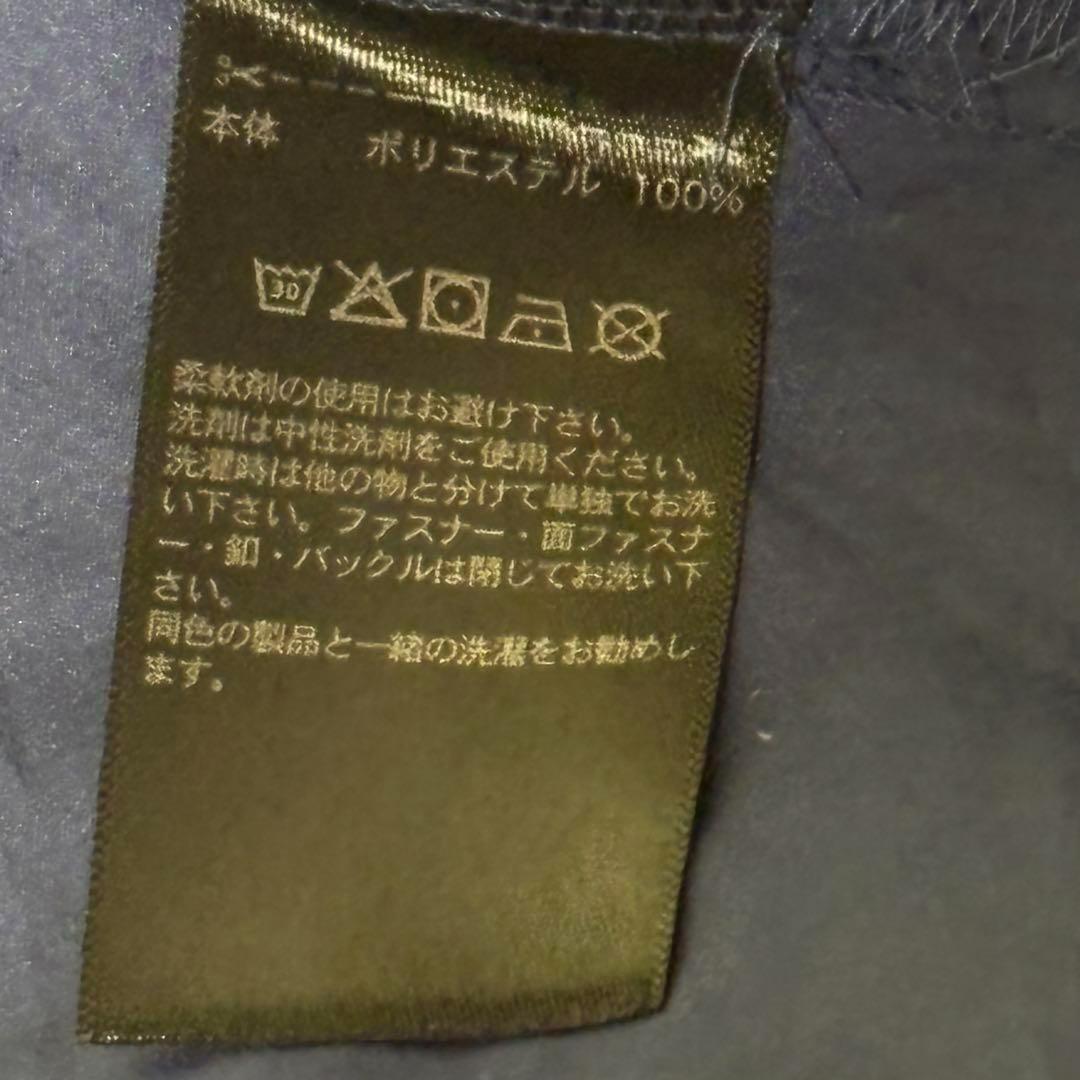 本体 ポリエステル 100%
30
柔軟剤の使用はお避け下さい。
洗剤は中性洗剤をご使用ください。
洗濯時は他の物と分けて単独でお洗
い下さい。ファスナー・面ファスナ
ー・釦・バックルは閉じてお洗い下
さい。
同色の製品と一緒の洗濯をお勧めし
ます。